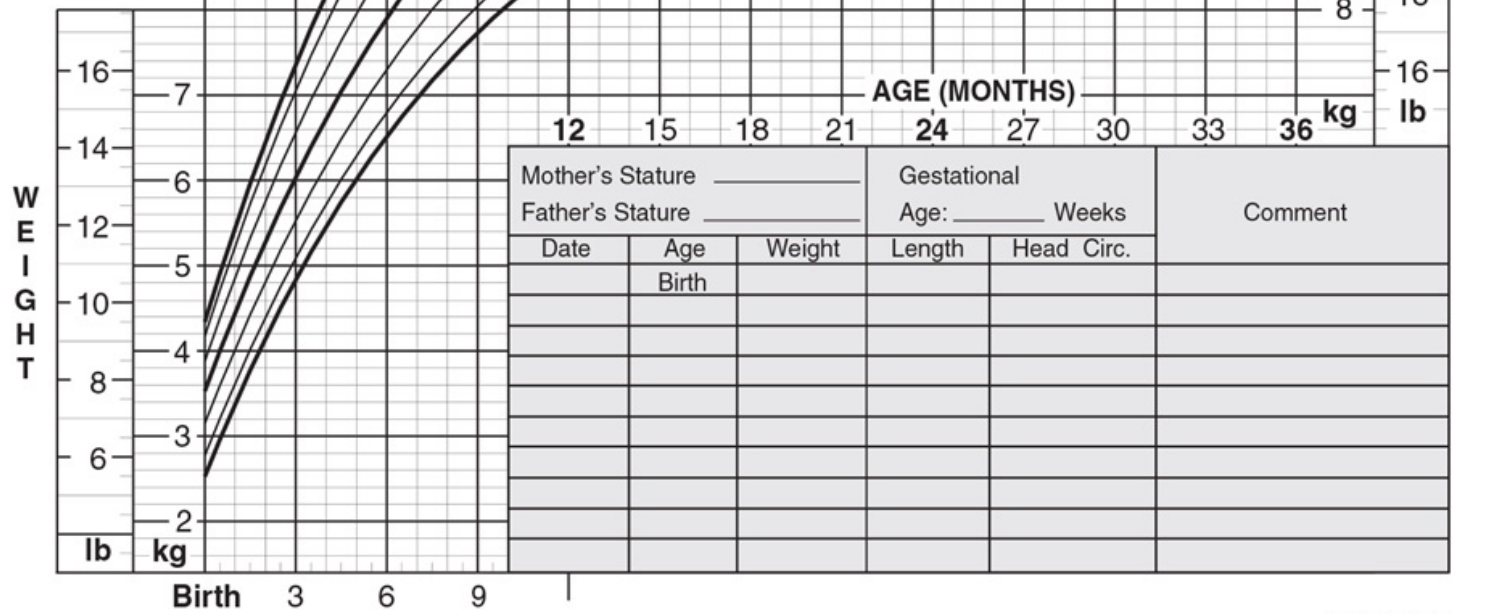 8
16
16
7
AGE (MONTHS)
kg
lb
12 15 18 21 24 27 30 33 36
14
Mother's Stature
Gestational
6
WEIGHT
Father's Stature
Age: Weeks
Comment
12
Date Age Weight Length Head Circ.
5
Birth
10
4
8
3
6
2
lb
kg
Birth 3 6 9